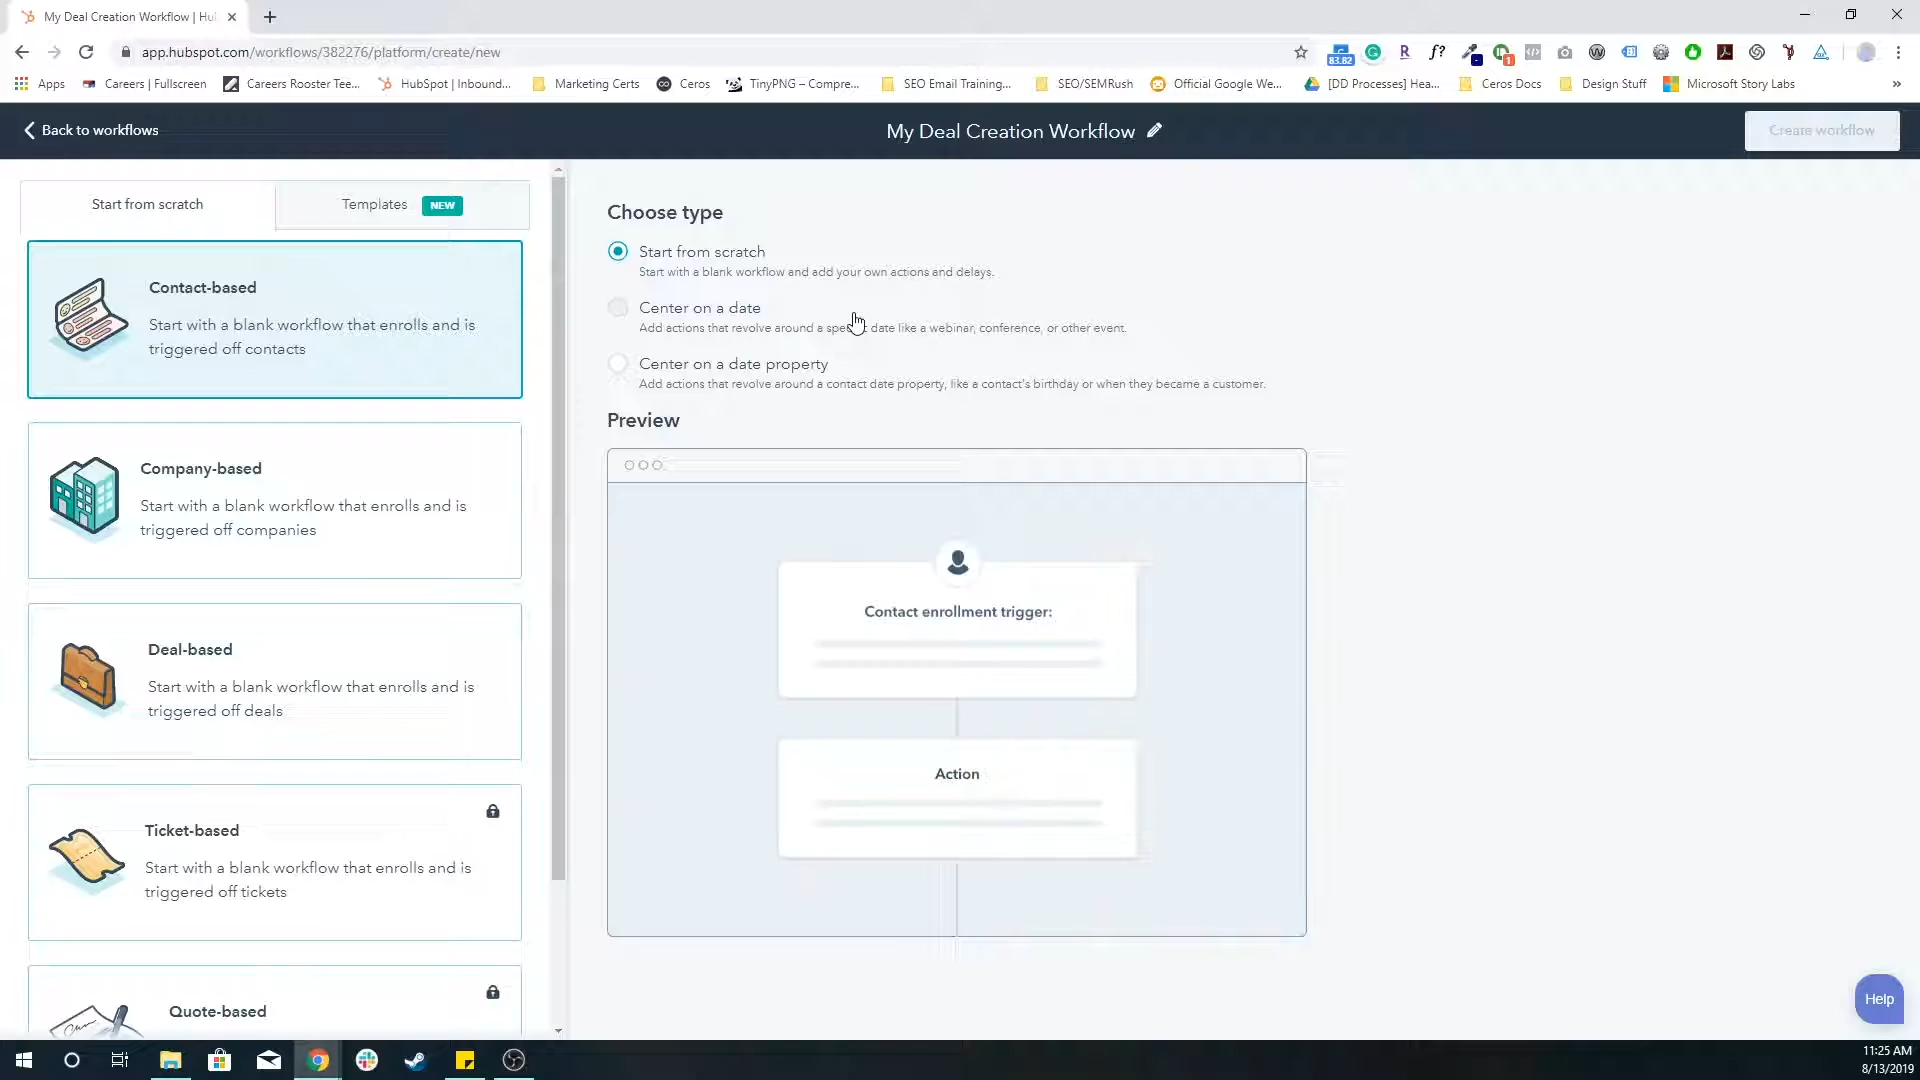 My Deal Creation Workflow | Hu
app.hubspot.com/workflows/382276/platform/create/new
83.82
R
f?
1
Apps
Careers | Fullscreen
Careers Rooster Tee...
HubSpot | Inbound...
Marketing Certs
Ceros
TinyPNG – Compre...
SEO Email Training...
SEO/SEMRush
Official Google We...
[DD Processes] Hea...
Ceros Docs
Design Stuff
Microsoft Story Labs
»
Back to workflows
My Deal Creation Workflow
Create workflow
Start from scratch
Templates NEW
Contact-based
Start with a blank workflow that enrolls and is
triggered off contacts
Company-based
Start with a blank workflow that enrolls and is
triggered off companies
Deal-based
Start with a blank workflow that enrolls and is
triggered off deals
Ticket-based
Start with a blank workflow that enrolls and is
triggered off tickets
Quote-based
Choose type
Start from scratch
Start with a blank workflow and add your own actions and delays.
Center on a date
Add actions that revolve around a date like a webinar, conference, or other event.
Center on a date property
Add actions that revolve around a contact date property, like a contact's birthday or when they became a customer.
Preview
Contact enrollment trigger:
Action
Help
11:25 AM
8/13/2019